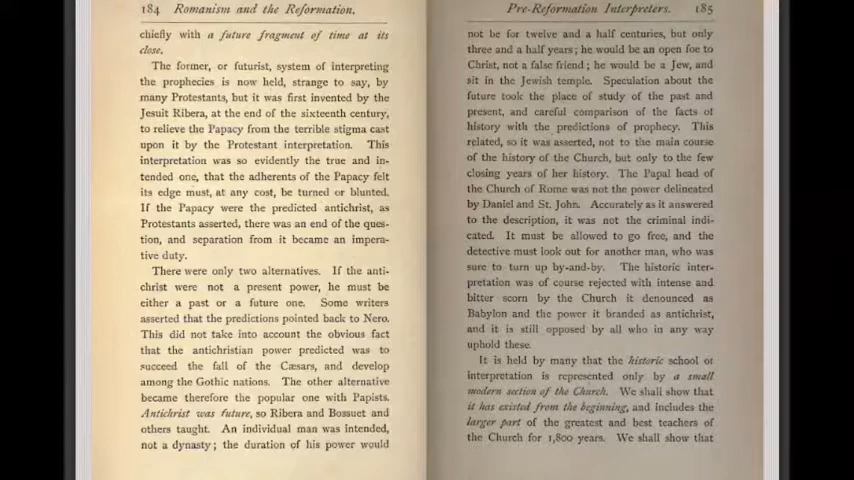 184 Romanism and the Reformation.
chiefly with a future fragment of time at its
close.
The former, or futurist, system of interpreting
the prophecies is now held, strange to say, by
many Protestants, but it was first invented by the
Jesuit Ribera, at the end of the sixteenth century,
to relieve the Papacy from the terrible stigma cast
upon it by the Protestant interpretation. This
interpretation was so evidently the true and in-
tended one, that the adherents of the Papacy felt
its edge must, at any cost, be turned or blunted.
If the Papacy were the predicted antichrist, as
Protestants asserted, there was an end of the ques-
tion, and separation from it became an impera-
tive duty.
There were only two alternatives. If the anti-
christ were not a present power, he must be
either a past or a future one. Some writers
asserted that the predictions pointed back to Nero.
This did not take into account the obvious fact
that the antichristian power predicted was to
succeed the fall of the Cæsars, and develop
among the Gothic nations. The other alternative
became therefore the popular one with Papists.
Antichrist was future, so Ribera and Bossuet and
others taught. An individual man was intended,
not a dynasty; the duration of his power would
Pre-Reformation Interpreters. 185
not be for twelve and a half centuries, but only
three and a half years; he would be an open foe to
Christ, not a false friend; he would be a Jew, and
sit in the Jewish temple. Speculation about the
future took the place of study of the past and
present, and careful comparison of the facts of
history with the predictions of prophecy. This
related, so it was asserted, not to the main course
of the history of the Church, but only to the few
closing years of her history. The Papal head of
the Church of Rome was not the power delineated
by Daniel and St. John. Accurately as it answered
to the description, it was not the criminal indi-
cated. It must be allowed to go free, and the
detective must look out for another man, who was
sure to turn up by-and-by. The historic inter-
pretation was of course rejected with intense and
bitter scorn by the Church it denounced as
Babylon and the power it branded as antichrist,
and it is still opposed by all who in any way
uphold these.
It is held by many that the historic school of
interpretation is represented only by a small
modern section of the Church. We shall show that
it has existed from the beginning, and includes the
larger part of the greatest and best teachers of
the Church for 1,800 years. We shall show that